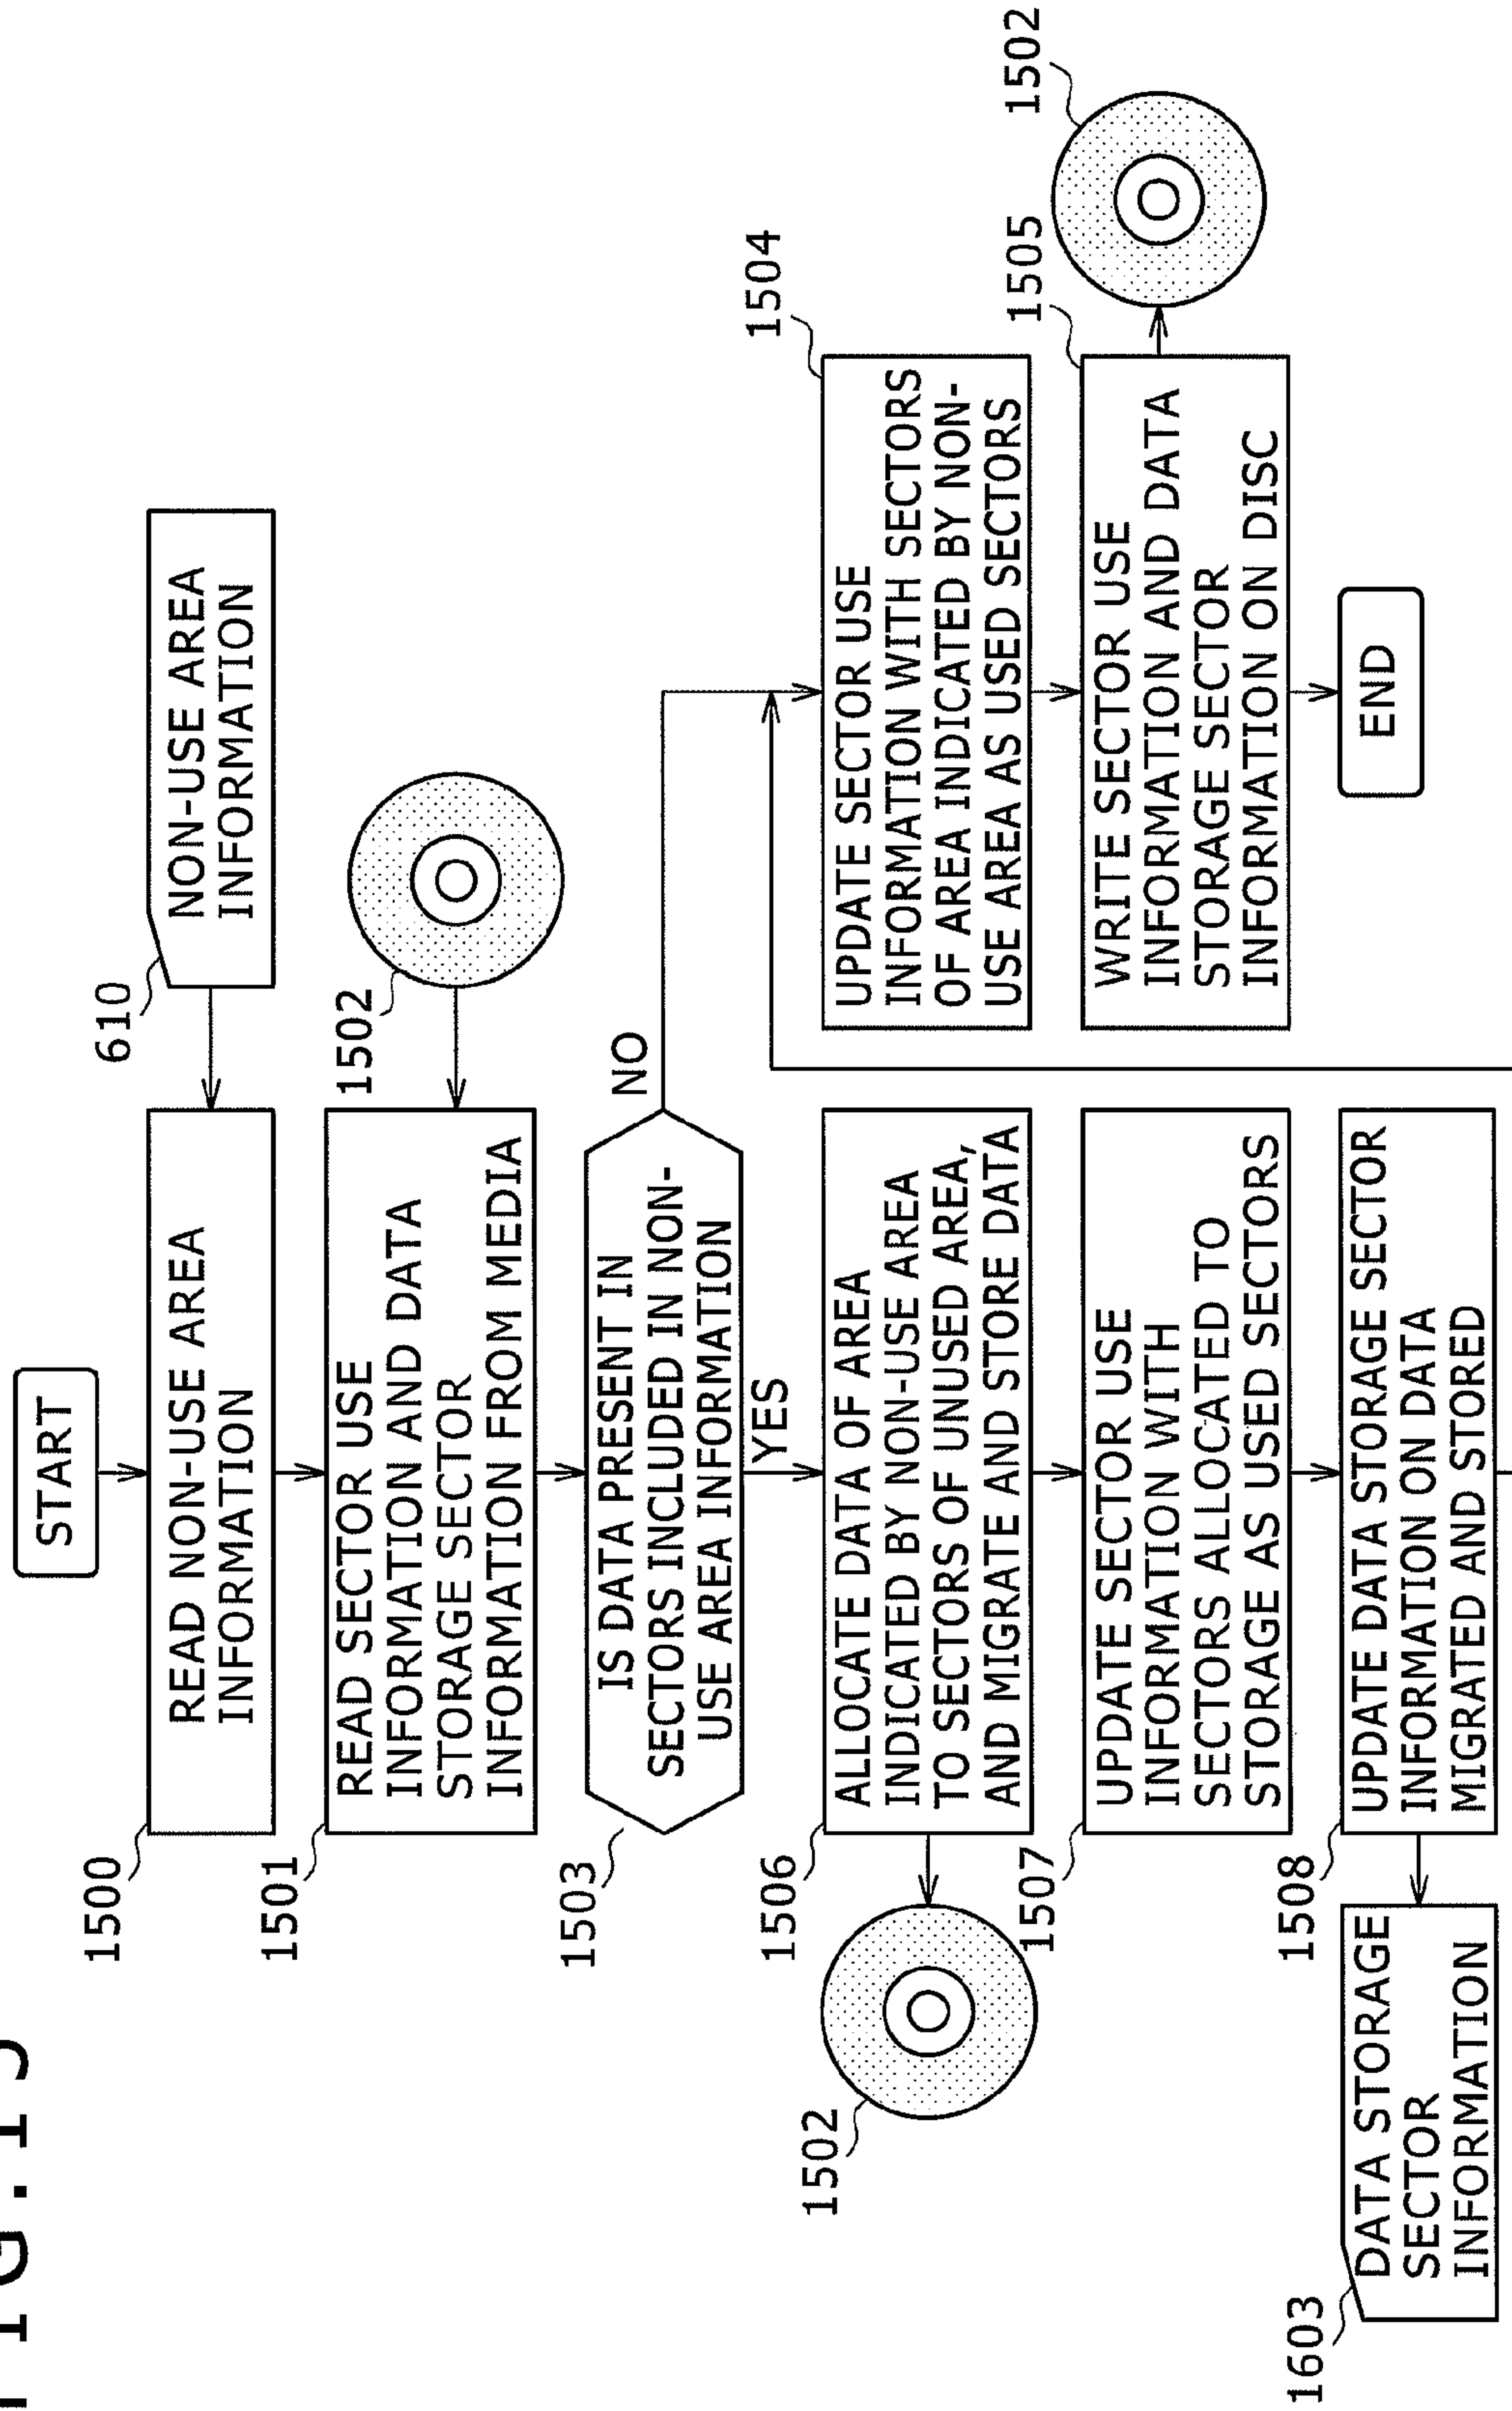 FIG.15
START
1500
READ NON-USE AREA
INFORMATION
610
NON-USE AREA
INFORMATION
1501
READ SECTOR USE
INFORMATION AND DATA
STORAGE SECTOR
INFORMATION FROM MEDIA
1502
1503
IS DATA PRESENT IN
SECTORS INCLUDED IN NON-
USE AREA INFORMATION
NO
YES
1506
ALLOCATE DATA OF AREA
INDICATED BY NON-USE AREA
TO SECTORS OF UNUSED AREA,
AND MIGRATE AND STORE DATA
1502
1507
UPDATE SECTOR USE
INFORMATION WITH
SECTORS ALLOCATED TO
STORAGE AS USED SECTORS
1508
UPDATE DATA STORAGE SECTOR
INFORMATION ON DATA
MIGRATED AND STORED
1603
DATA STORAGE
SECTOR
INFORMATION
1504
UPDATE SECTOR USE
INFORMATION WITH SECTORS
OF AREA INDICATED BY NON-
USE AREA AS USED SECTORS
1505
WRITE SECTOR USE
INFORMATION AND DATA
STORAGE SECTOR
INFORMATION ON DISC
1502
END